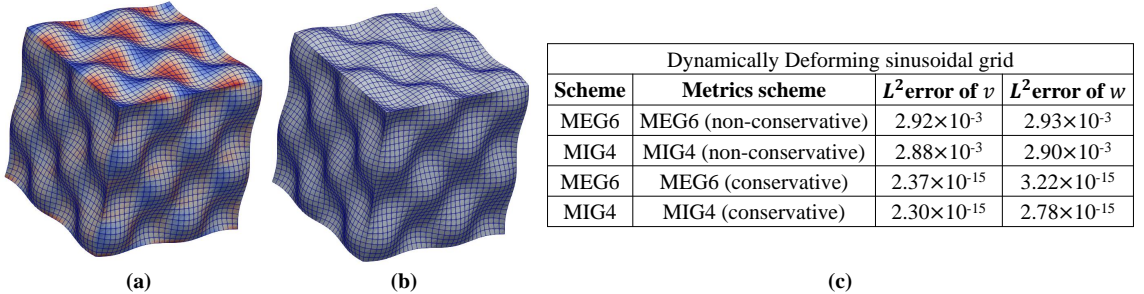 Dynamically Deforming sinusoidal grid
Scheme Metrics scheme L²error of v L²error of w
MEG6 MEG6 (non-conservative) 2.92×10⁻³ 2.93×10⁻³
MIG4 MIG4 (non-conservative) 2.88×10⁻³ 2.90×10⁻³
MEG6 MEG6 (conservative) 2.37×10⁻¹⁵ 3.22×10⁻¹⁵
MIG4 MIG4 (conservative) 2.30×10⁻¹⁵ 2.78×10⁻¹⁵
(a) (b) (c)